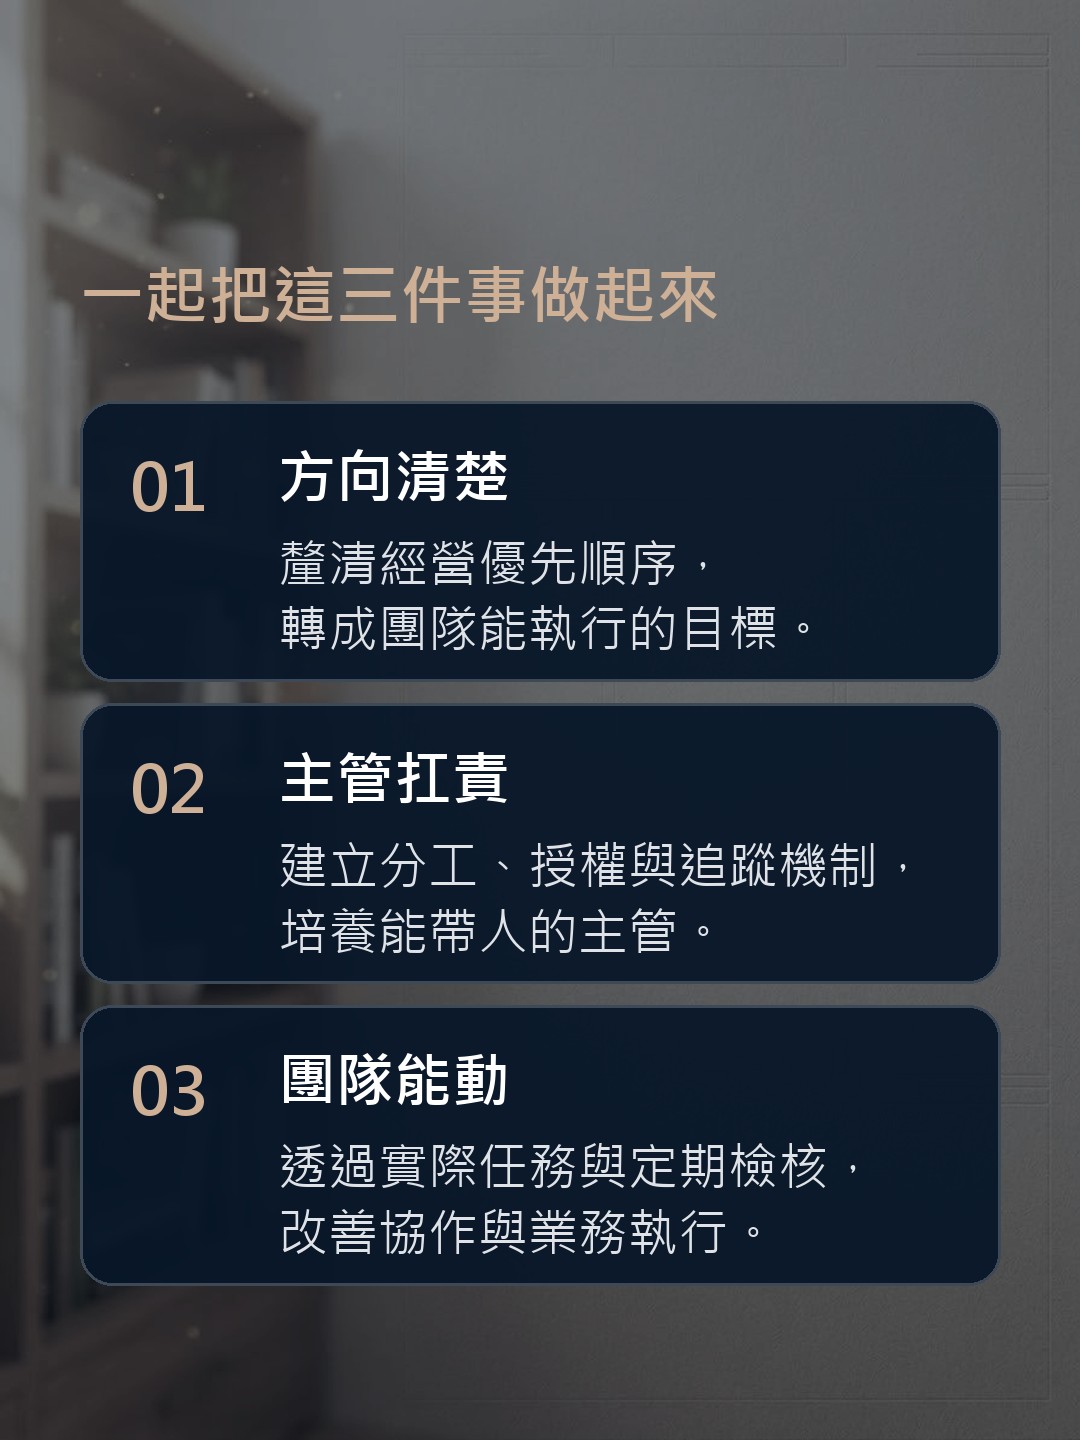 一起把這三件事做起來
01
方向清楚
釐清經營優先順序，
轉成團隊能執行的目標。
02
主管扛責
建立分工、授權與追蹤機制，
培養能帶人的主管。
03
團隊能動
透過實際任務與定期檢核，
改善協作與業務執行。